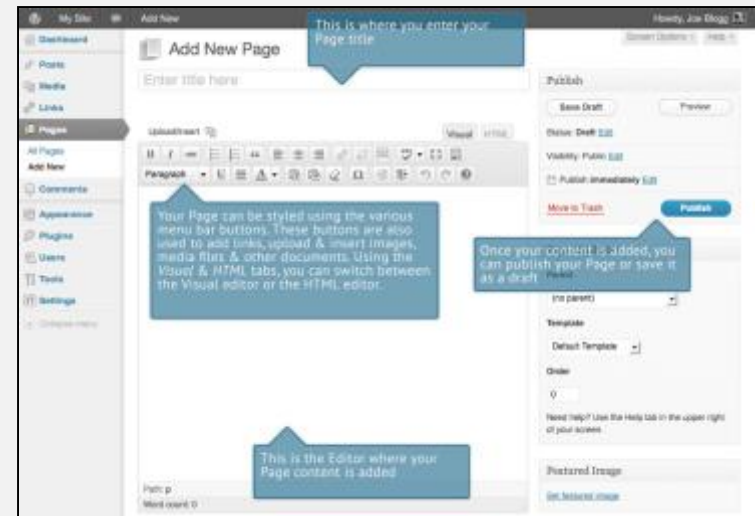 My Site
Add New
Howdy, Joe Blogg
This is where you enter your
Page title
Screen Options
Help
Dashboard
Posts
Media
Links
Pages
All Pages
Add New
Comments
Appearance
Plugins
Users
Tools
Settings
Collapse menu
Add New Page
Enter title here
Upload/Insert
Visual
HTML
Paragraph
Your Page can be styled using the various
menu bar buttons. These buttons are also
used to add links, upload & insert images,
media files & other documents. Using the
Visual & HTML tabs, you can switch between
the Visual editor or the HTML editor.
This is the Editor where your
Page content is added
Path: p
Word count: 0
Publish
Save Draft
Preview
Status: Draft Edit
Visibility: Public Edit
Publish immediately Edit
Move to Trash
Publish
Once your content is added, you
can publish your Page or save it
as a draft
(no parent)
Template
Default Template
Order
0
Need help? Use the Help tab in the upper right
of your screen.
Featured Image
Set featured image